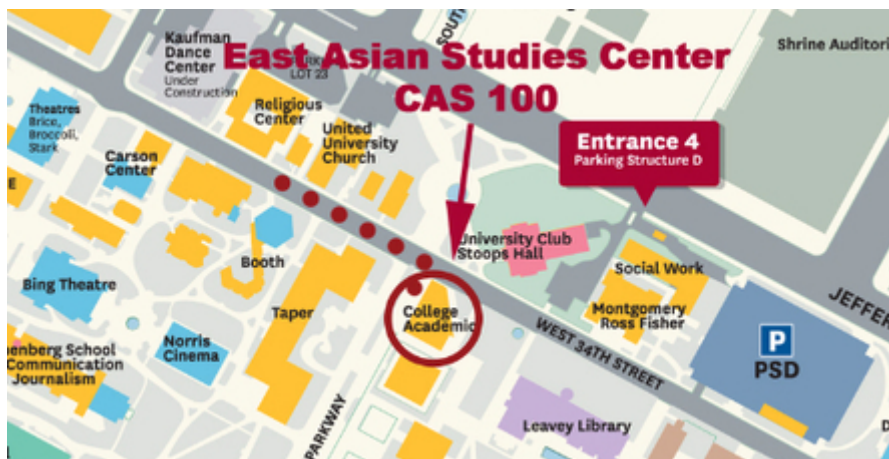 SOUTH
Kaufman
Dance
Center
Under
Construction
LOT 23
East Asian Studies Center
CAS 100
Shrine Auditori
Theatres
Brice,
Broccoli,
Stark
Religious
Center
United
University
Church
Carson
Center
Entrance 4
Parking Structure D
University Club
Stoops Hall
Booth
Social Work
Bing Theatre
Taper
College
Academic
Montgomery
Ross Fisher
JEFFER
WEST 34TH STREET
P
PSD
Norris
Cinema
nenberg School
Communication
Journalism
PARKWAY
Leavey Library